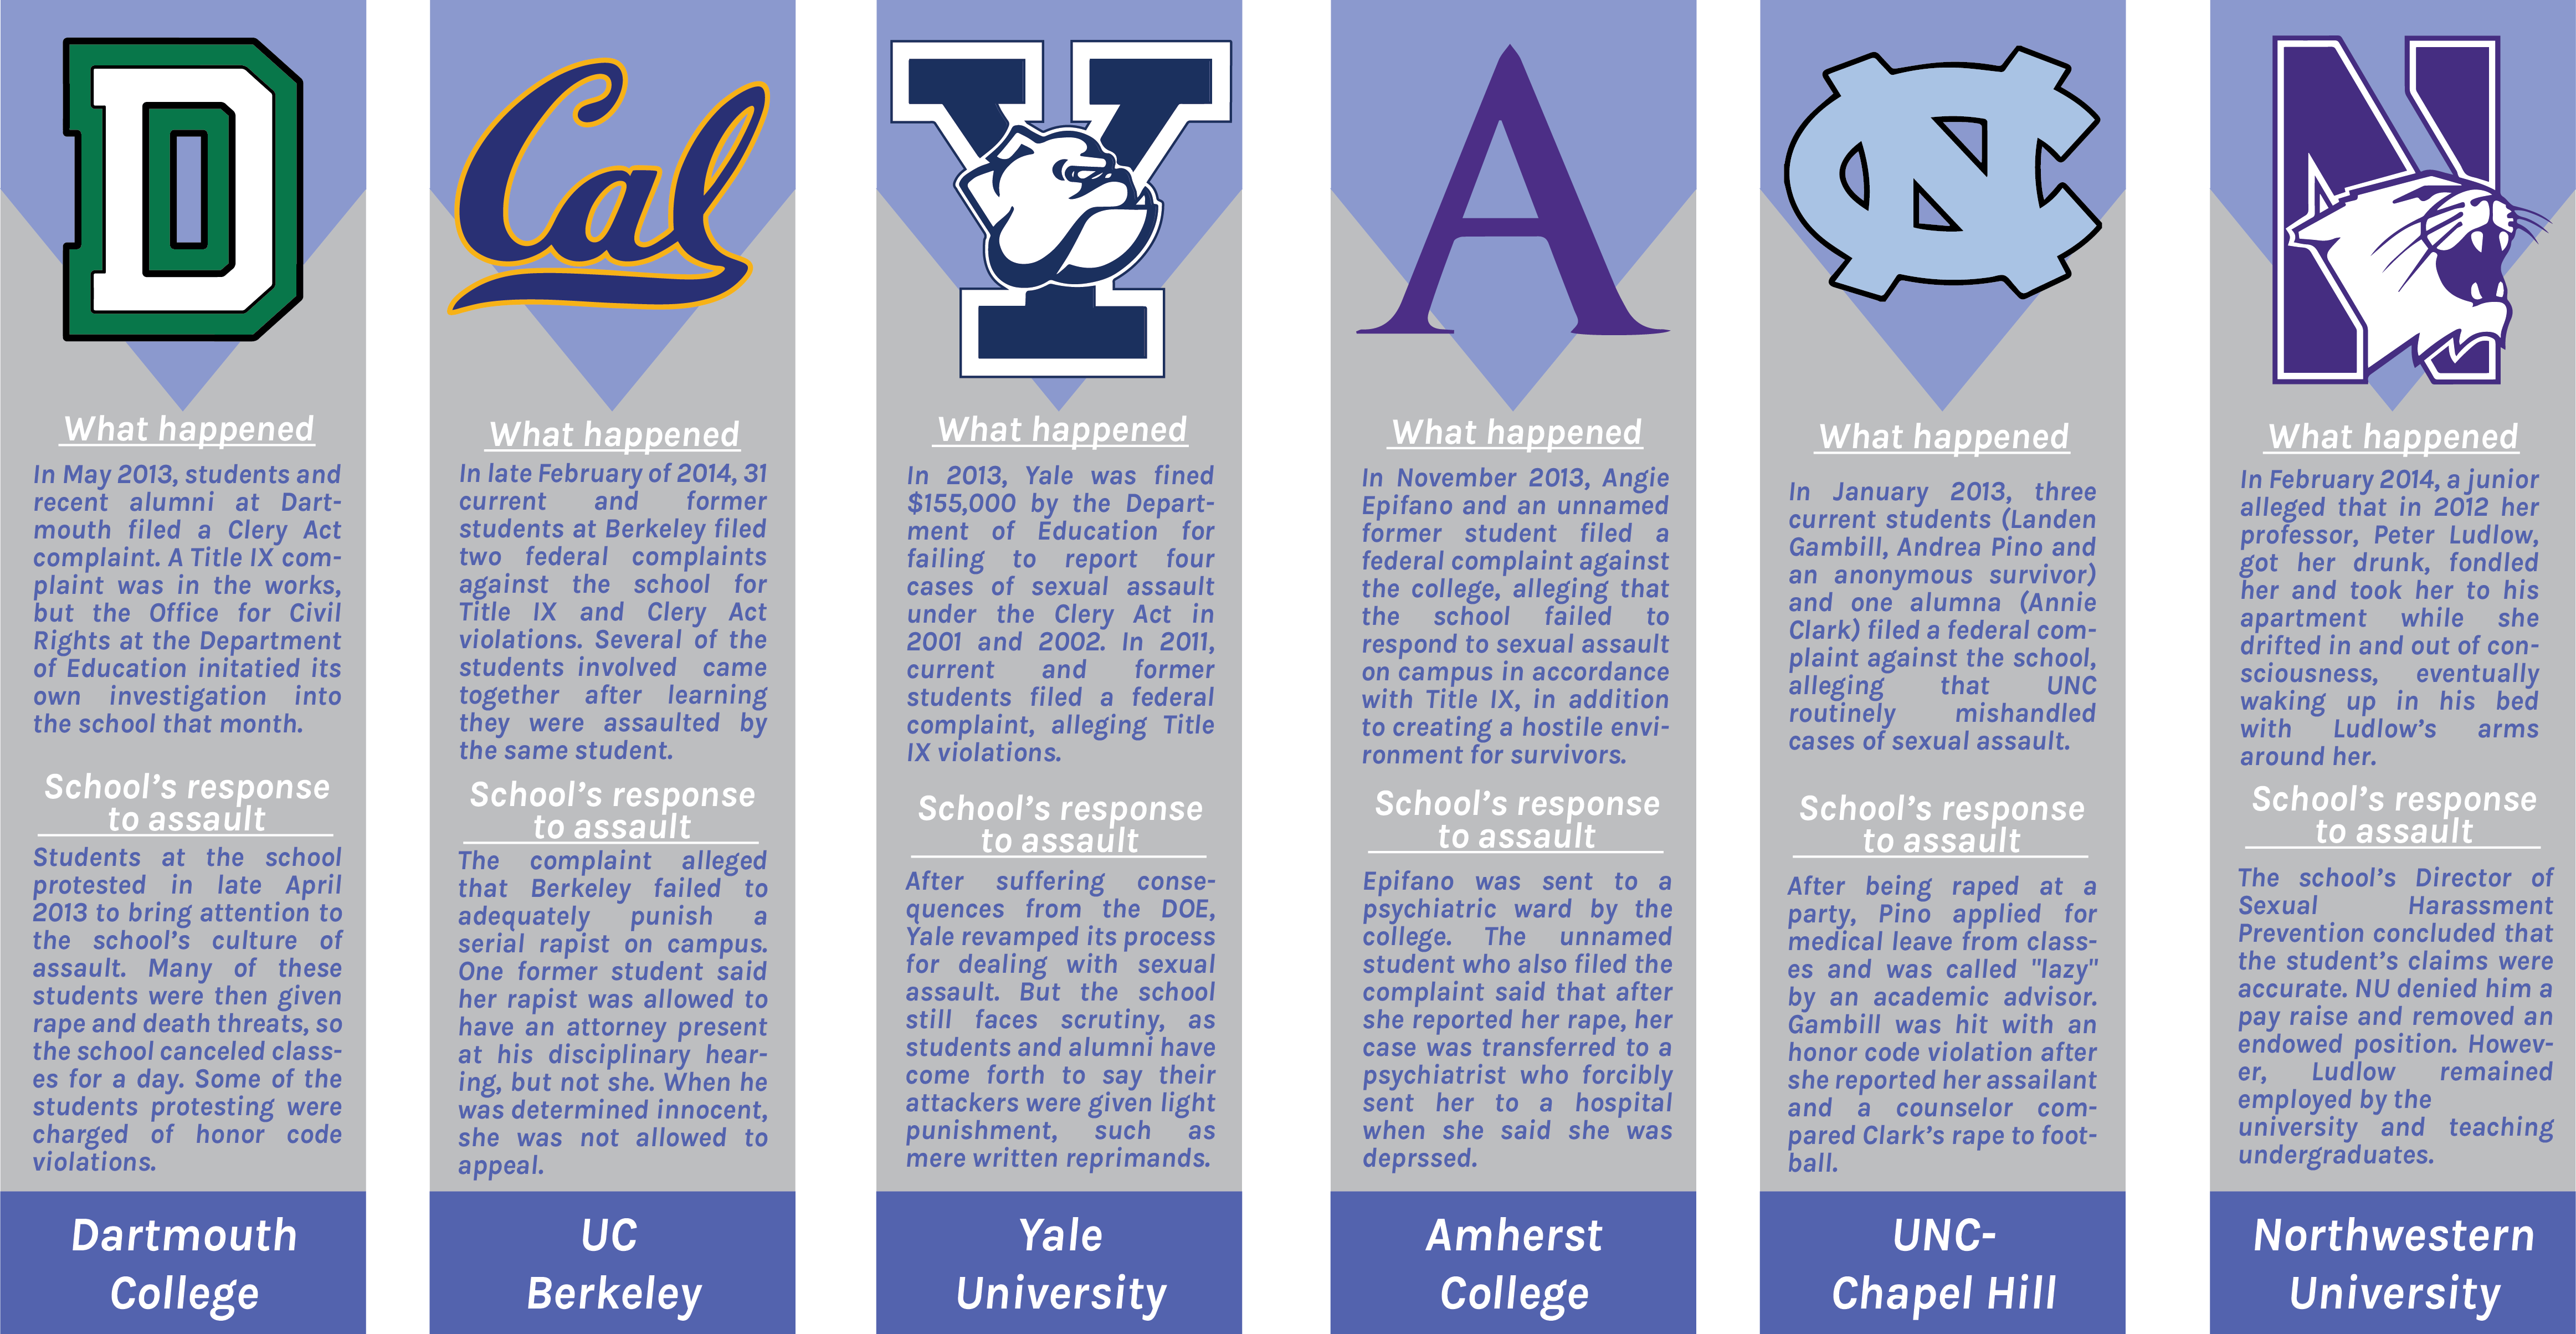 D
What happened
In May 2013, students and
recent alumni at Dart-
mouth filed a Clery Act
complaint. A Title IX com-
plaint was in the works,
but the Office for Civil
Rights at the Department
of Education initatied its
own investigation into
the school that month.
School's response
to assault
Students at the school
protested in late April
2013 to bring attention to
the school's culture of
assault. Many of these
students were then given
rape and death threats, so
the school canceled class-
es for a day. Some of the
students protesting were
charged of honor code
violations.
Dartmouth
College
Cal
What happened
In late February of 2014, 31
current and former
students at Berkeley filed
two federal complaints
against the school for
Title IX and Clery Act
violations. Several of the
students involved came
together after learning
they were assaulted by
the same student.
School's response
to assault
The complaint alleged
that Berkeley failed to
adequately punish a
serial rapist on campus.
One former student said
her rapist was allowed to
have an attorney present
at his disciplinary hear-
ing, but not she. When he
was determined innocent,
she was not allowed to
appeal.
UC
Berkeley
Y
What happened
In 2013, Yale was fined
$155,000 by the Depart-
ment of Education for
failing to report four
cases of sexual assault
under the Clery Act in
2001 and 2002. In 2011,
current and former
students filed a federal
complaint, alleging Title
IX violations.
School's response
to assault
After suffering conse-
quences from the DOE,
Yale revamped its process
for dealing with sexual
assault. But the school
still faces scrutiny, as
students and alumni have
come forth to say their
attackers were given light
punishment, such as
mere written reprimands.
Yale
University
A
What happened
In November 2013, Angie
Epifano and an unnamed
former student filed a
federal complaint against
the college, alleging that
the school failed to
respond to sexual assault
on campus in accordance
with Title IX, in addition
to creating a hostile envi-
ronment for survivors.
School's response
to assault
Epifano was sent to a
psychiatric ward by the
college. The unnamed
student who also filed the
complaint said that after
she reported her rape, her
case was transferred to a
psychiatrist who forcibly
sent her to a hospital
when she said she was
deprssed.
Amherst
College
NC
What happened
In January 2013, three
current students (Landen
Gambill, Andrea Pino and
an anonymous survivor)
and one alumna (Annie
Clark) filed a federal com-
plaint against the school,
alleging that UNC
routinely mishandled
cases of sexual assault.
School's response
to assault
After being raped at a
party, Pino applied for
medical leave from class-
es and was called "lazy"
by an academic advisor.
Gambill was hit with an
honor code violation after
she reported her assailant
and a counselor com-
pared Clark's rape to foot-
ball.
UNC-
Chapel Hill
N
What happened
In February 2014, a junior
alleged that in 2012 her
professor, Peter Ludlow,
got her drunk, fondled
her and took her to his
apartment while she
drifted in and out of con-
sciousness, eventually
waking up in his bed
with Ludlow's arms
around her.
School's response
to assault
The school's Director of
Sexual Harassment
Prevention concluded that
the student's claims were
accurate. NU denied him a
pay raise and removed an
endowed position. Howev-
er, Ludlow remained
employed by the
university and teaching
undergraduates.
Northwestern
University